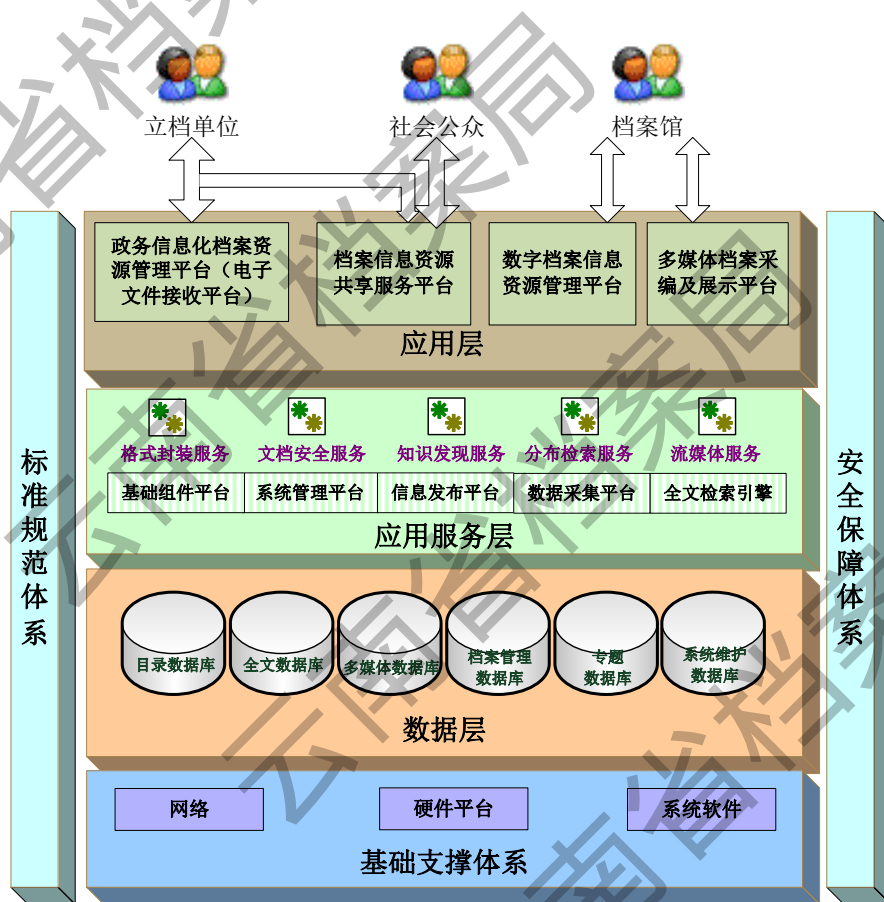 立档单位
社会公众
档案馆
政务信息化档案资
源管理平台（电子
文件接收平台）
档案信息资源
共享服务平台
数字档案信息
资源管理平台
多媒体档案采
编及展示平台
应用层
格式封装服务
文档安全服务
知识发现服务
分布检索服务
流媒体服务
基础组件平台
系统管理平台
信息发布平台
数据采集平台
全文检索引擎
应用服务层
目录数据库
全文数据库
多媒体数据库
档案管理
数据库
专题
数据库
系统维护
数据库
数据层
网络
硬件平台
系统软件
基础支撑体系
标准规范体系
安全保障体系
云南省档案局
云南省档案局
云南省档案
南省档案局